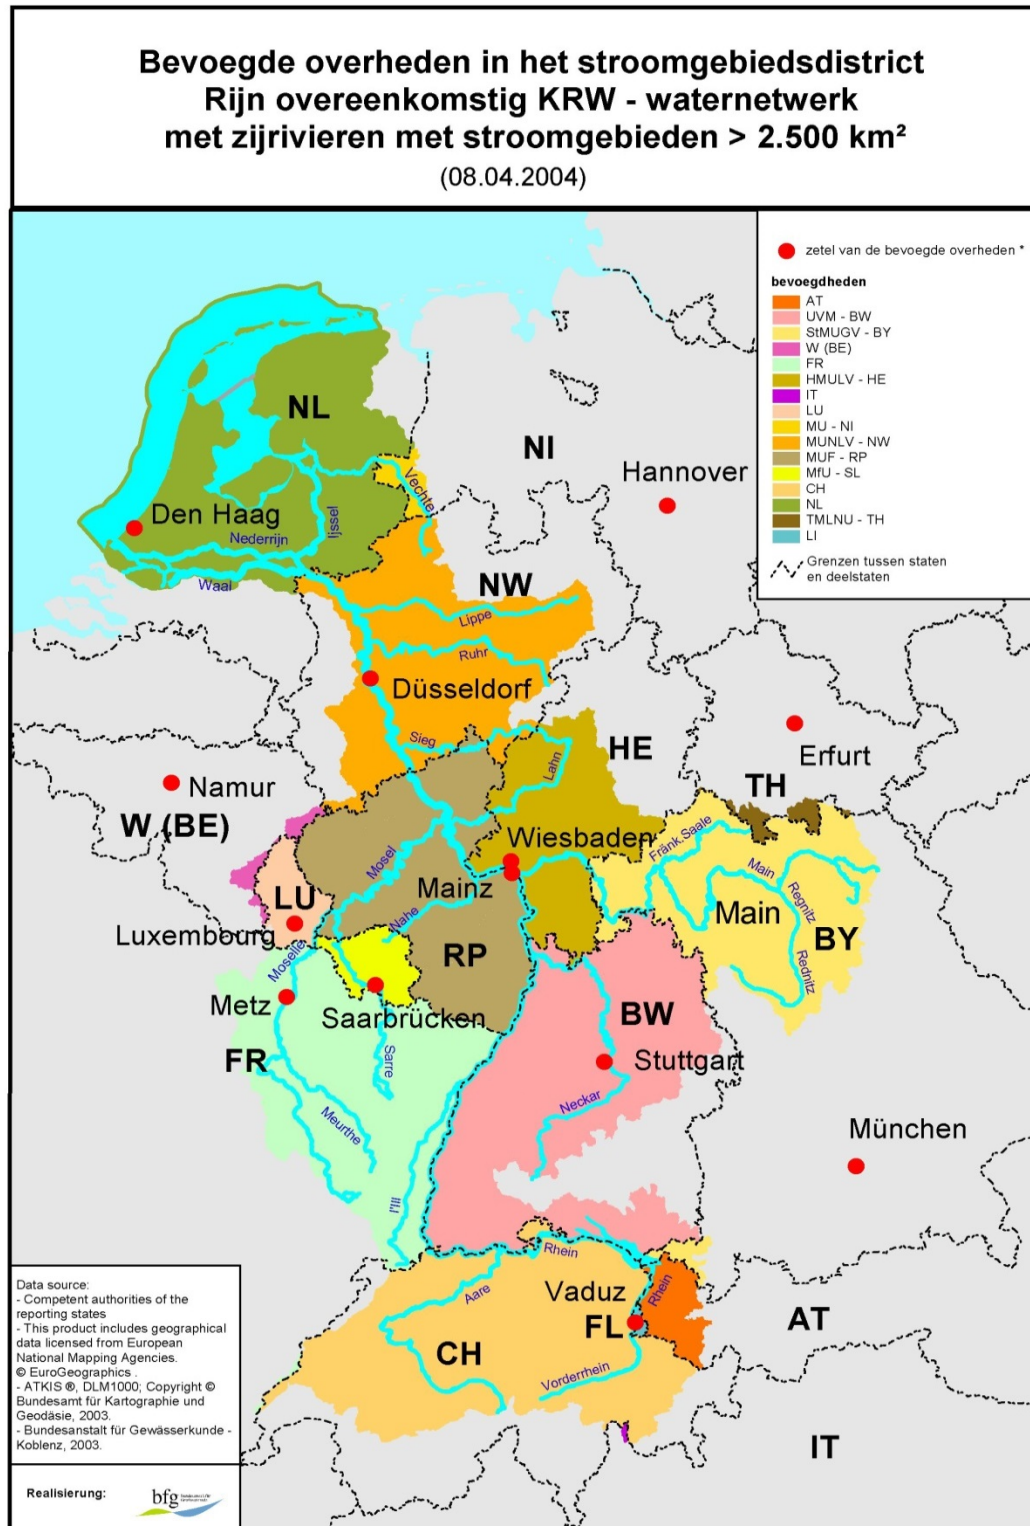 Bevoegde overheden in het stroomgebiedsdistrict
Rijn overeenkomstig KRW - waternetwerk
met zijrivieren met stroomgebieden > 2.500 km²
(08.04.2004)
zetel van de bevoegde overheden *
bevoegdheden
AT
UVM - BW
StMUGV - BY
W (BE)
FR
HMULV - HE
IT
LU
MU - NI
MUNLV - NW
MUF - RP
MfU - SL
CH
NL
TMLNU - TH
LI
Grenzen tussen staten
en deelstaten
NL
NI
Hannover
Vechte
Den Haag
Nederrijn
Ijssel
Waal
NW
Lippe
Ruhr
Düsseldorf
Sieg
HE
Lahn
Erfurt
TH
Namur
W (BE)
Wiesbaden
Fränk.Saale
Mosel
Mainz
Main
Regnitz
LU
Nahe
Main
BY
Luxembourg
Moselle
RP
Rednitz
Metz
Saarbrücken
BW
FR
Sarre
Stuttgart
Neckar
Meurthe
München
Ill,I
Rhein
Aare
Vaduz
Rhein
FL
AT
CH
Vorderrhein
IT
Data source:
- Competent authorities of the
reporting states
- This product includes geographical
data licensed from European
National Mapping Agencies.
© EuroGeographics .
- ATKIS ®, DLM1000; Copyright ©
Bundesamt für Kartographie und
Geodäsie, 2003.
- Bundesanstalt für Gewässerkunde -
Koblenz, 2003.
Realisierung:
bfg